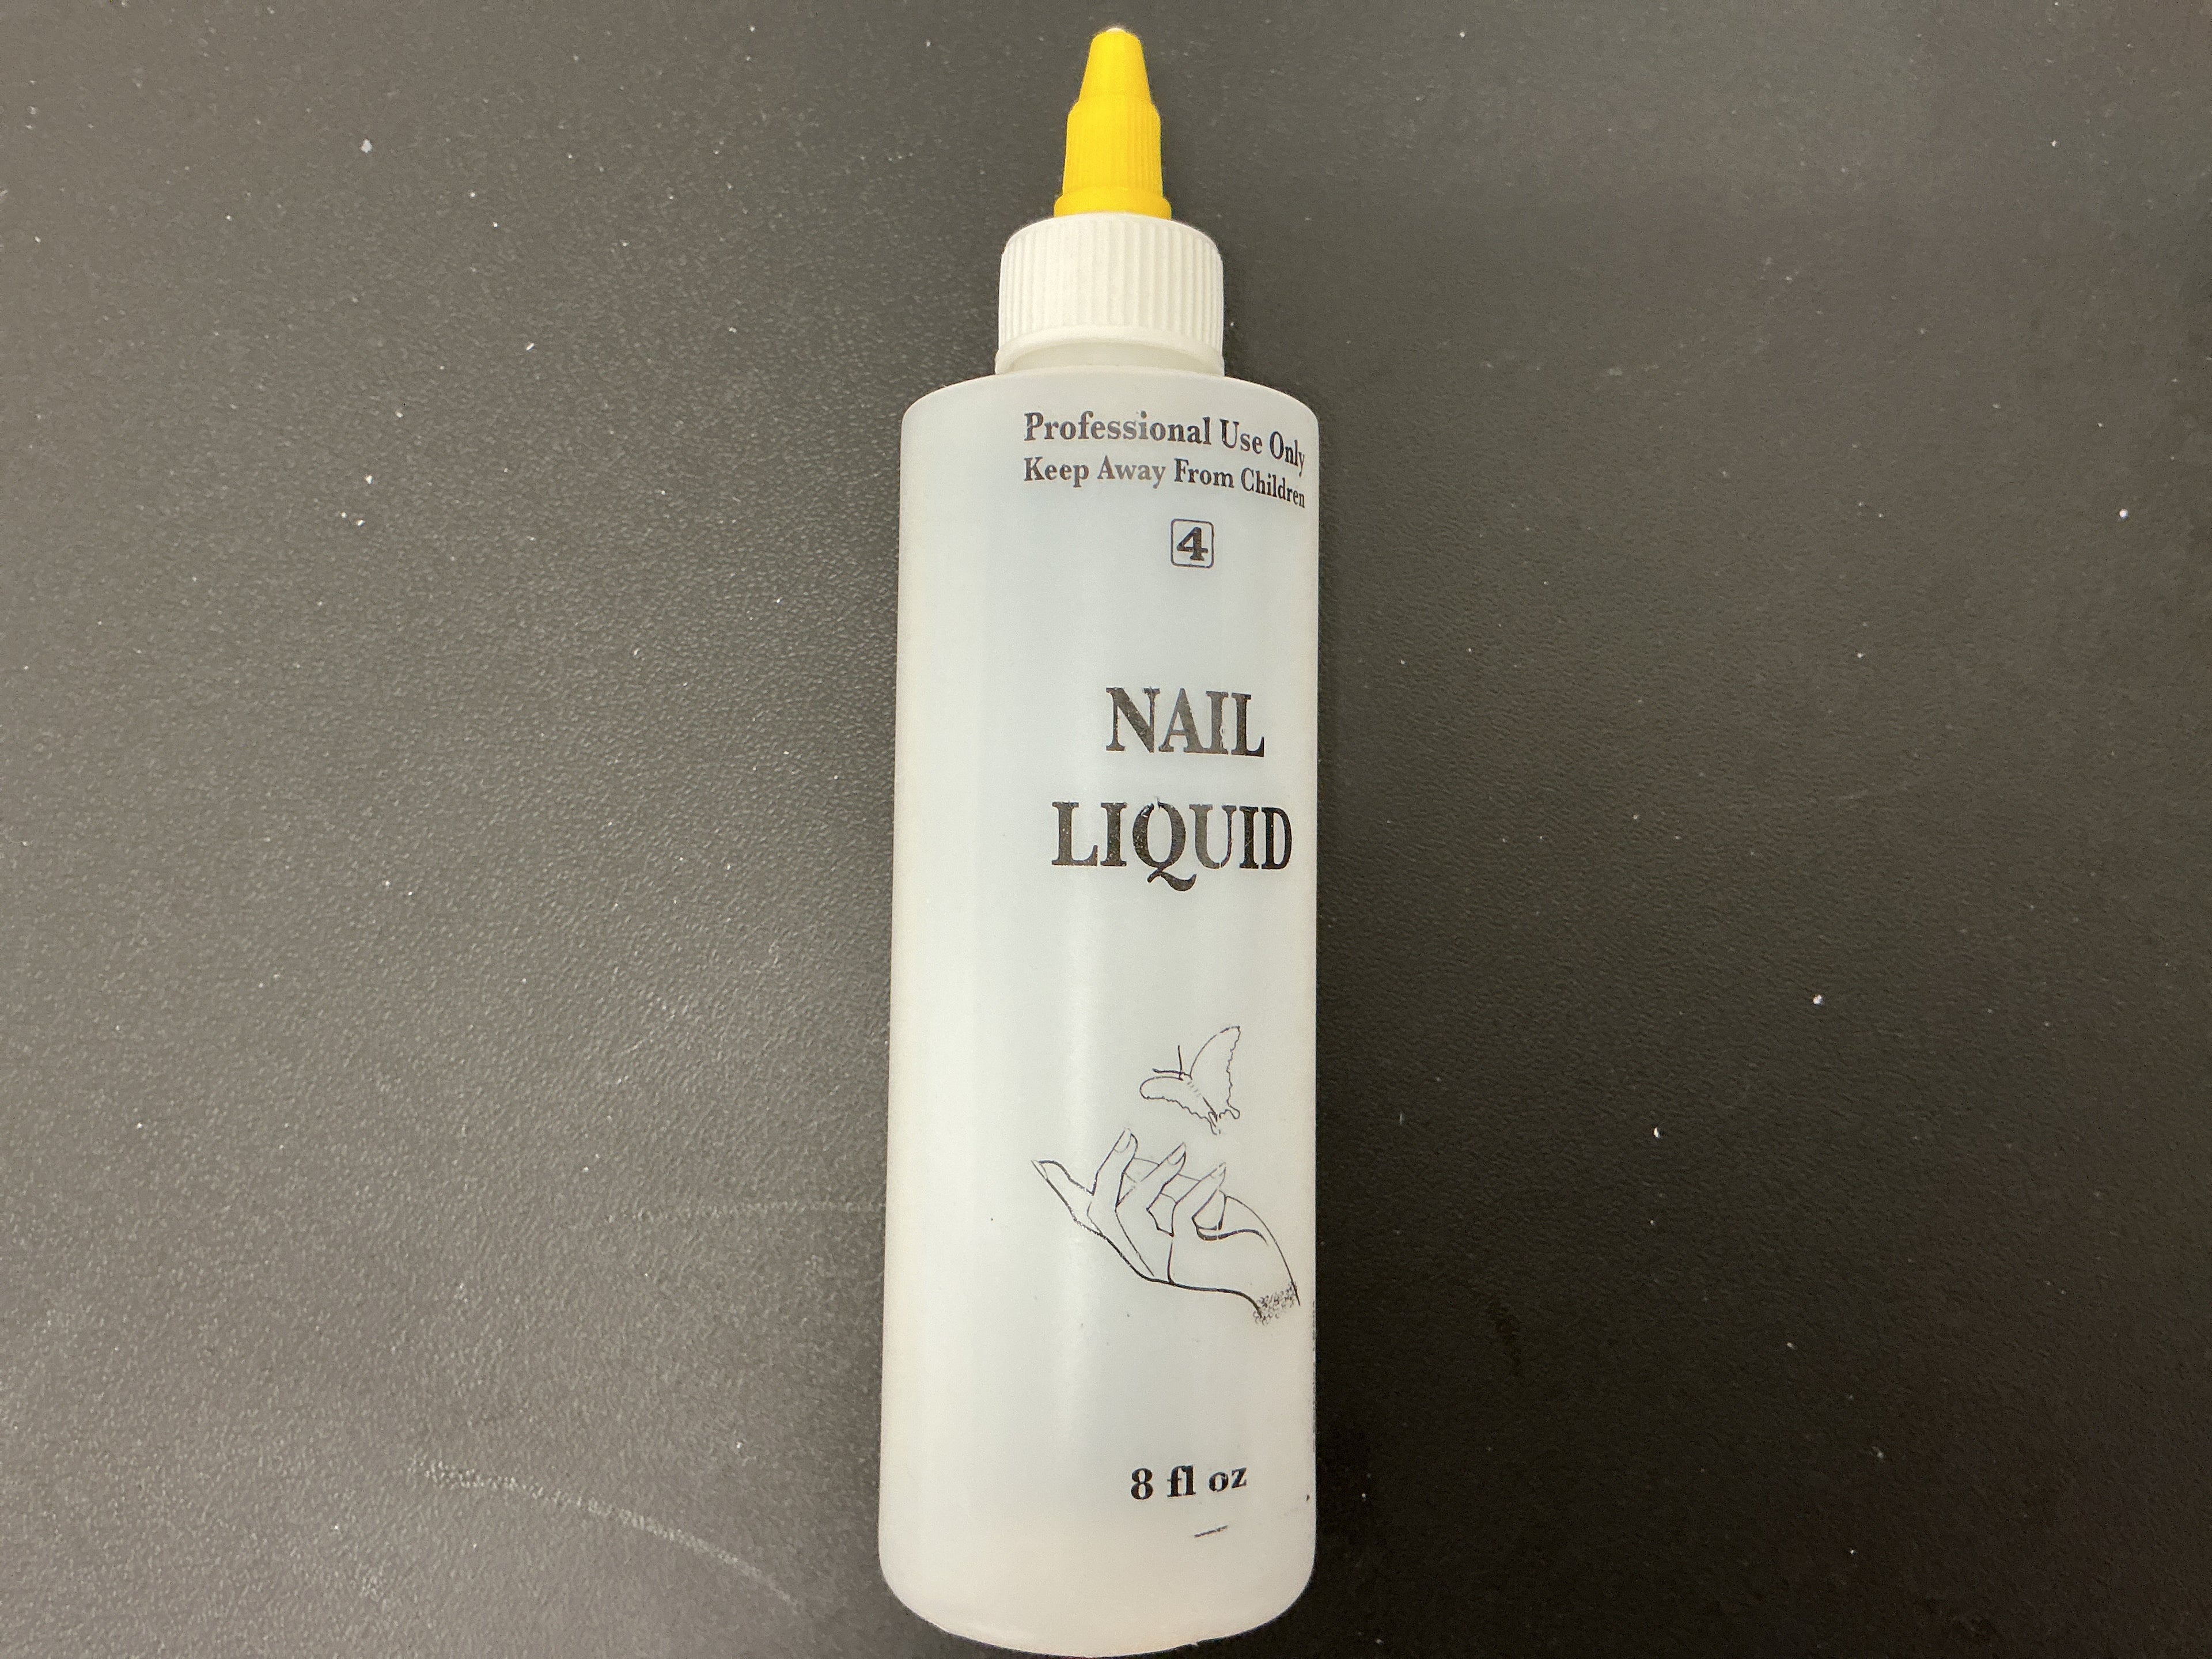 Professional Use Only
Keep Away From Children
4
NAIL
LIQUID
8 fl oz